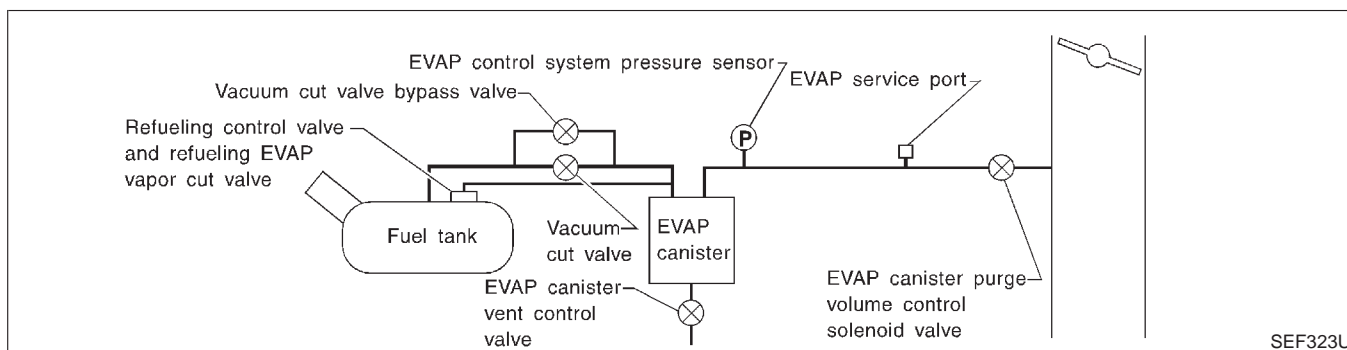 EVAP control system pressure sensor
EVAP service port
Vacuum cut valve bypass valve
Refueling control valve
and refueling EVAP
vapor cut valve
P
Fuel tank
Vacuum
cut valve
EVAP
canister
EVAP canister
vent control
valve
EVAP canister purge
volume control
solenoid valve
SEF323U